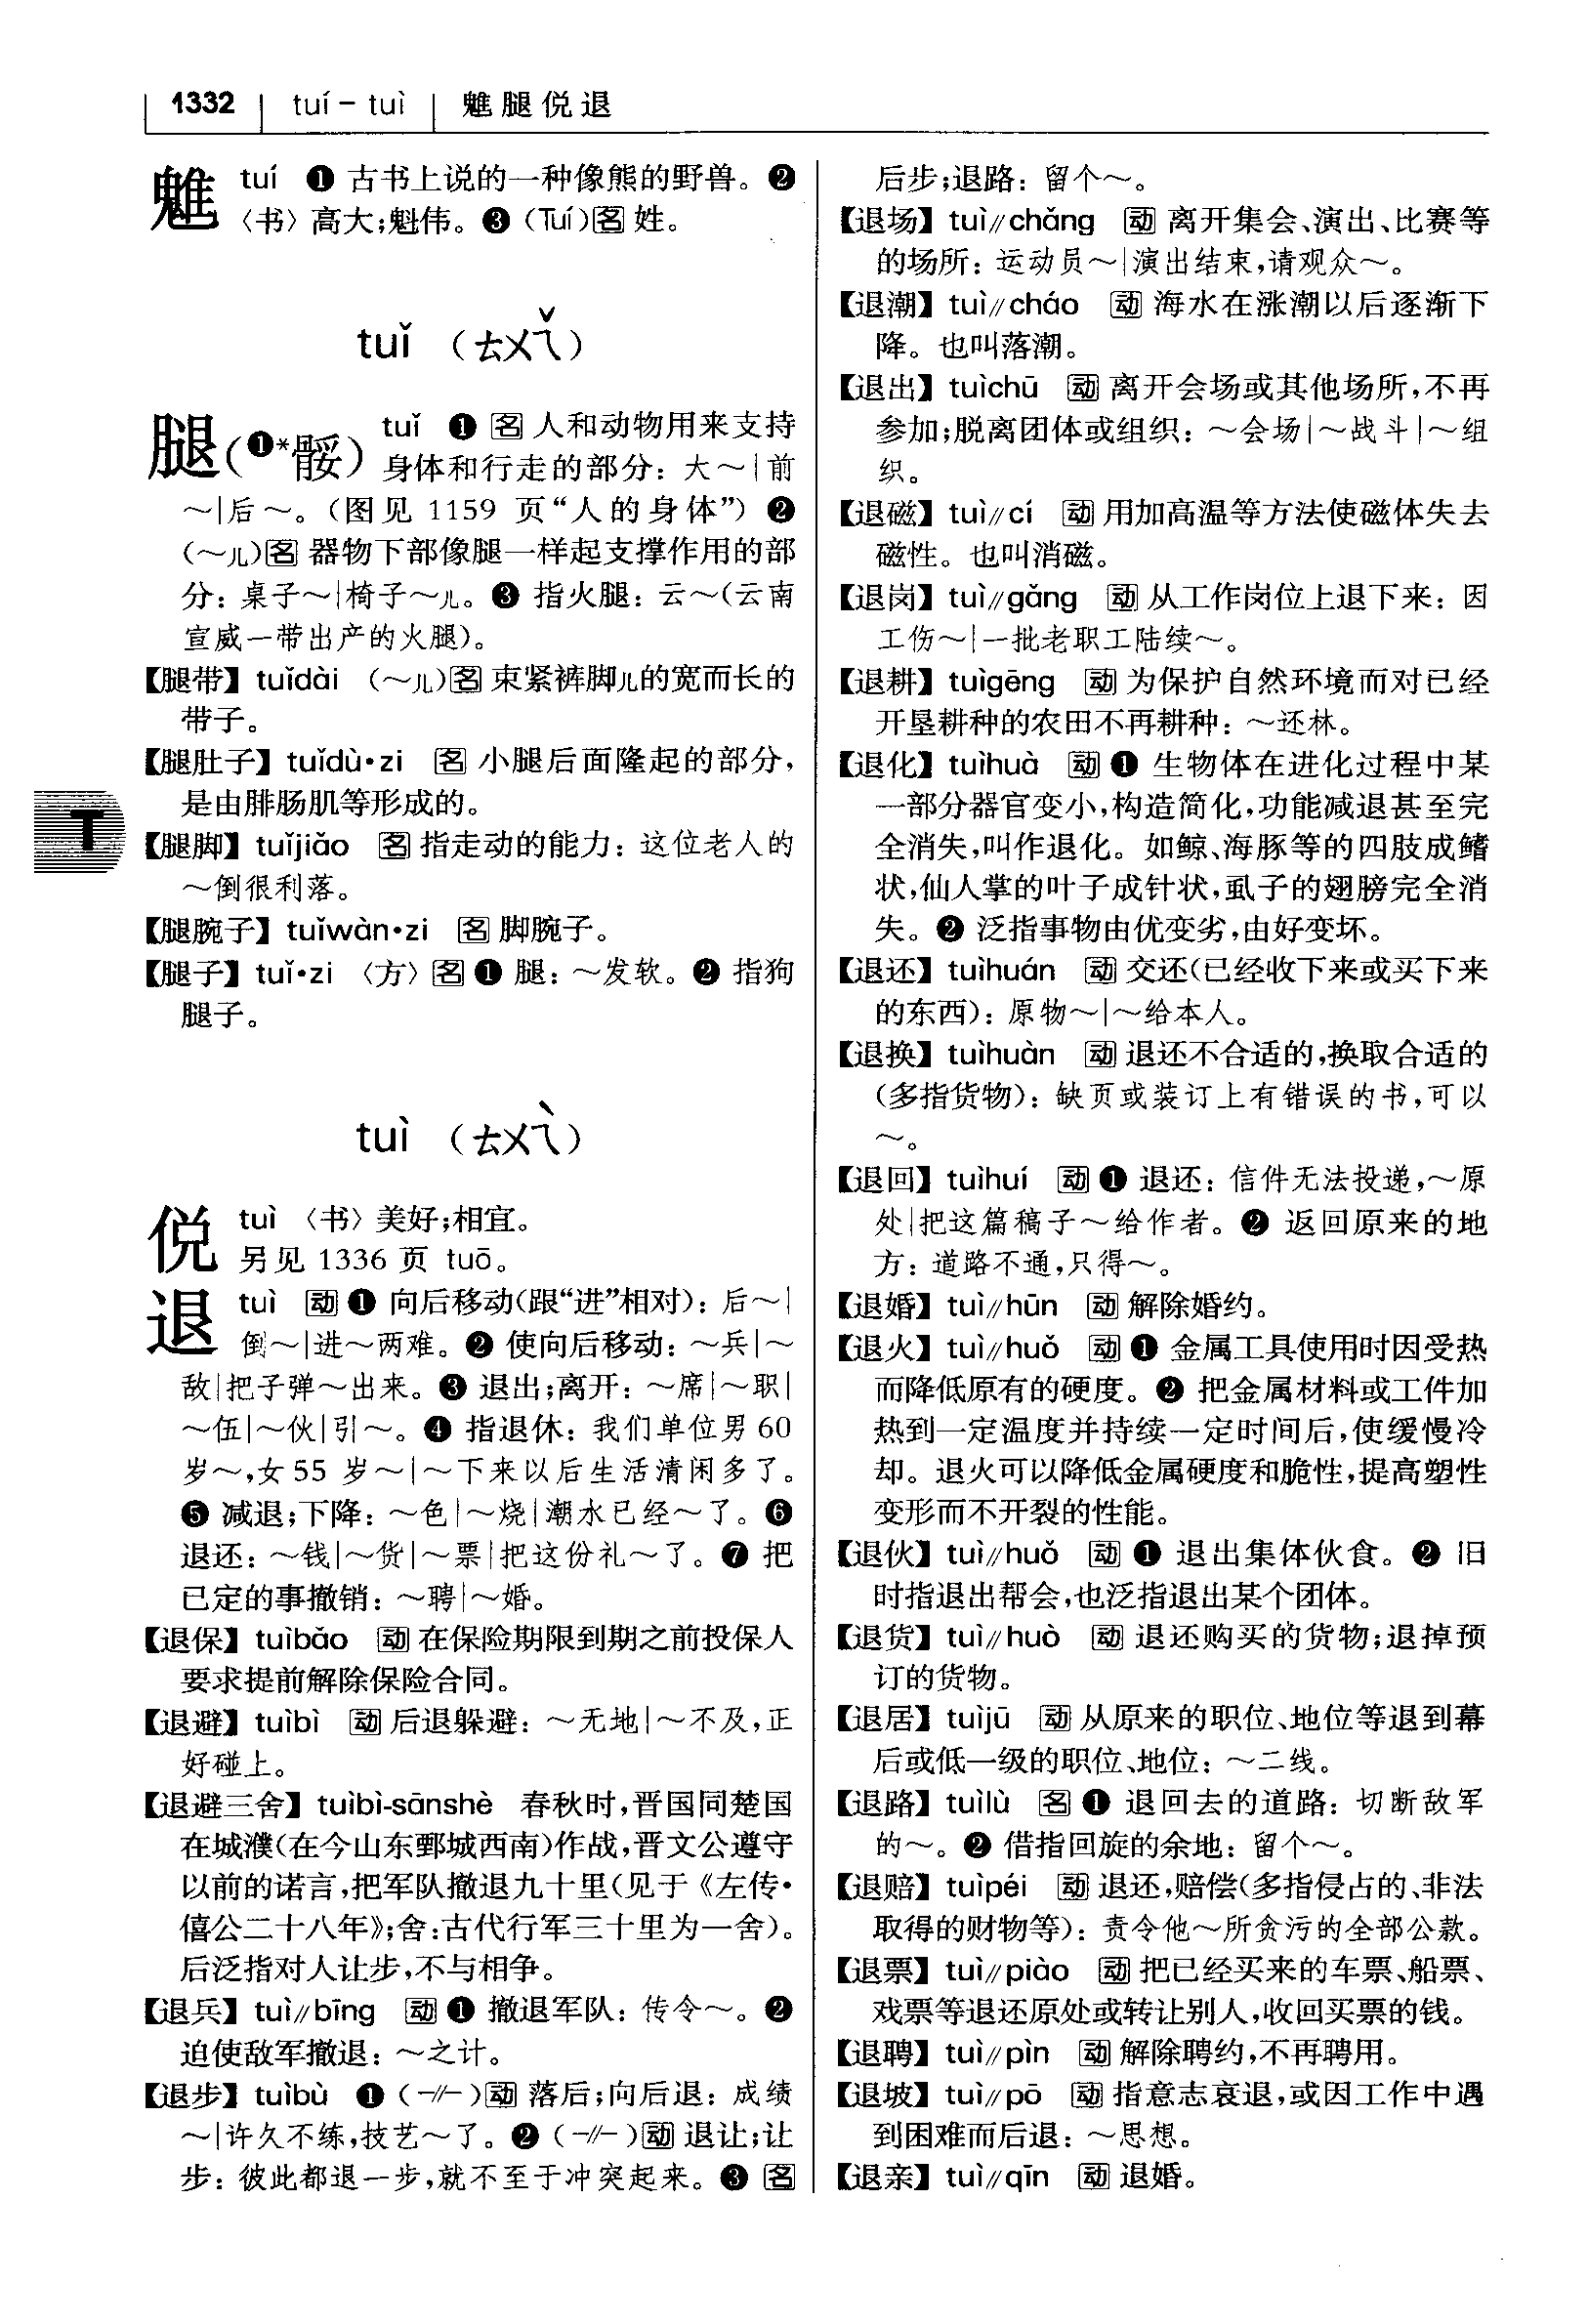 1332 tuí－tuì 魋腿侻退
魋 tuí ❶ 古书上说的一种像熊的野兽。❷
〈书〉高大;魁伟。❸（Tuí）名 姓。
tuǐ （ㄊㄨㄟˇ）
腿(❶*骽) tuǐ ❶ 名 人和动物用来支持
身体和行走的部分：大～|前
～|后～。（图见 1159 页“人的身体”）❷
(～儿)名 器物下部像腿一样起支撑作用的部
分：桌子～|椅子～儿。❸ 指火腿：云～(云南
宣威一带出产的火腿)。
【腿带】tuǐdài （～儿)名 束紧裤脚儿的宽而长的
带子。
【腿肚子】tuǐdù·zi 名 小腿后面隆起的部分，
是由腓肠肌等形成的。
【腿脚】tuǐjiǎo 名 指走动的能力：这位老人的
～倒很利落。
【腿腕子】tuǐwàn·zi 名 脚腕子。
【腿子】tuǐ·zi 〈方〉名 ❶ 腿：～发软。❷ 指狗
腿子。
tuì （ㄊㄨㄟˋ）
侻 tuì 〈书〉美好;相宜。
另见 1336 页 tuō。
退 tuì 动 ❶ 向后移动(跟“进”相对)：后～|
倒～|进～两难。❷ 使向后移动：～兵|～
敌|把子弹～出来。❸ 退出;离开：～席|～职|
～伍|～伙|引～。❹ 指退休：我们单位男 60
岁～,女 55 岁～|～下来以后生活清闲多了。
❺ 减退;下降：～色|～烧|潮水已经～了。❻
退还：～钱|～货|～票|把这份礼～了。❼ 把
已定的事撤销：～聘|～婚。
【退保】tuìbǎo 动 在保险期限到期之前投保人
要求提前解除保险合同。
【退避】tuìbì 动 后退躲避：～无地|～不及,正
好碰上。
【退避三舍】tuìbì-sānshè 春秋时,晋国同楚国
在城濮(在今山东鄄城西南)作战,晋文公遵守
以前的诺言,把军队撤退九十里(见于《左传·
僖公二十八年》;舍:古代行军三十里为一舍)。
后泛指对人让步,不与相争。
【退兵】tuì//bīng 动 ❶ 撤退军队：传令～。❷
迫使敌军撤退：～之计。
【退步】tuìbù ❶（－//－）动 落后;向后退：成绩
～|许久不练,技艺～了。❷（－//－）动 退让;让
步：彼此都退一步,就不至于冲突起来。❸ 名
后步;退路：留个～。
【退场】tuì//chǎng 动 离开集会、演出、比赛等
的场所：运动员～|演出结束,请观众～。
【退潮】tuì//cháo 动 海水在涨潮以后逐渐下
降。也叫落潮。
【退出】tuìchū 动 离开会场或其他场所,不再
参加;脱离团体或组织：～会场|～战斗|～组
织。
【退磁】tuì//cí 动 用加高温等方法使磁体失去
磁性。也叫消磁。
【退岗】tuì//gǎng 动 从工作岗位上退下来：因
工伤～|一批老职工陆续～。
【退耕】tuìgēng 动 为保护自然环境而对已经
开垦耕种的农田不再耕种：～还林。
【退化】tuìhuà 动 ❶ 生物体在进化过程中某
一部分器官变小,构造简化,功能减退甚至完
全消失,叫作退化。如鲸、海豚等的四肢成鳍
状,仙人掌的叶子成针状,虱子的翅膀完全消
失。❷ 泛指事物由优变劣,由好变坏。
【退还】tuìhuán 动 交还(已经收下来或买下来
的东西)：原物～|～给本人。
【退换】tuìhuàn 动 退还不合适的,换取合适的
(多指货物)：缺页或装订上有错误的书,可以
～。
【退回】tuìhuí 动 ❶ 退还：信件无法投递,～原
处|把这篇稿子～给作者。❷ 返回原来的地
方：道路不通,只得～。
【退婚】tuì//hūn 动 解除婚约。
【退火】tuì//huǒ 动 ❶ 金属工具使用时因受热
而降低原有的硬度。❷ 把金属材料或工件加
热到一定温度并持续一定时间后,使缓慢冷
却。退火可以降低金属硬度和脆性,提高塑性
变形而不开裂的性能。
【退伙】tuì//huǒ 动 ❶ 退出集体伙食。❷ 旧
时指退出帮会,也泛指退出某个团体。
【退货】tuì//huò 动 退还购买的货物;退掉预
订的货物。
【退居】tuìjū 动 从原来的职位、地位等退到幕
后或低一级的职位、地位：～二线。
【退路】tuìlù 名 ❶ 退回去的道路：切断敌军
的～。❷ 借指回旋的余地：留个～。
【退赔】tuìpéi 动 退还,赔偿(多指侵占的、非法
取得的财物等)：责令他～所贪污的全部公款。
【退票】tuì//piào 动 把已经买来的车票、船票、
戏票等退还原处或转让别人,收回买票的钱。
【退聘】tuì//pìn 动 解除聘约,不再聘用。
【退坡】tuì//pō 动 指意志衰退,或因工作中遇
到困难而后退：～思想。
【退亲】tuì//qīn 动 退婚。
T